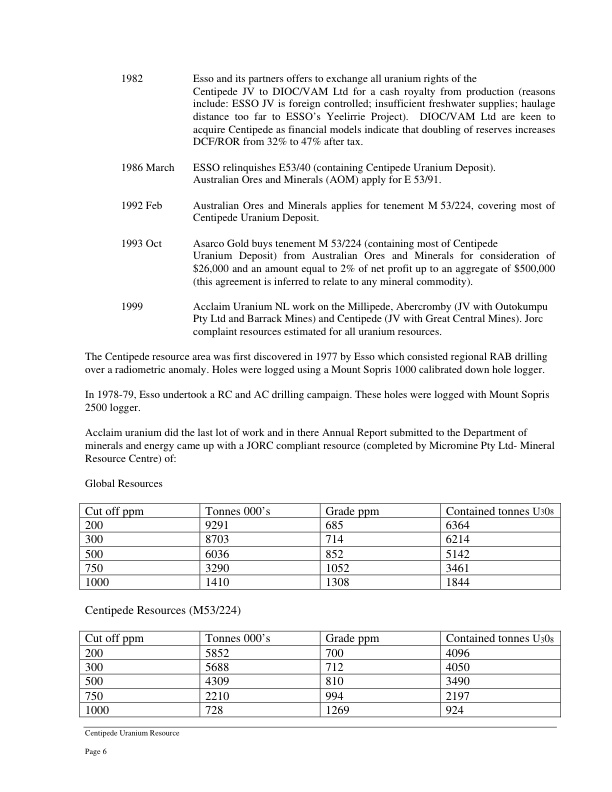 1982 Esso and its partners offers to exchange all uranium rights of the
Centipede JV to DIOC/VAM Ltd for a cash royalty from production (reasons
include: ESSO JV is foreign controlled; insufficient freshwater supplies; haulage
distance too far to ESSO's Yeelirrie Project). DIOC/VAM Ltd are keen to
acquire Centipede as financial models indicate that doubling of reserves increases
DCF/ROR from 32% to 47% after tax.
1986 March ESSO relinquishes E53/40 (containing Centipede Uranium Deposit).
Australian Ores and Minerals (AOM) apply for E 53/91.
1992 Feb Australian Ores and Minerals applies for tenement M 53/224, covering most of
Centipede Uranium Deposit.
1993 Oct Asarco Gold buys tenement M 53/224 (containing most of Centipede
Uranium Deposit) from Australian Ores and Minerals for consideration of
$26,000 and an amount equal to 2% of net profit up to an aggregate of $500,000
(this agreement is inferred to relate to any mineral commodity).
1999 Acclaim Uranium NL work on the Millipede, Abercromby (JV with Outokumpu
Pty Ltd and Barrack Mines) and Centipede (JV with Great Central Mines). Jorc
complaint resources estimated for all uranium resources.
The Centipede resource area was first discovered in 1977 by Esso which consisted regional RAB drilling
over a radiometric anomaly. Holes were logged using a Mount Sopris 1000 calibrated down hole logger.
In 1978-79, Esso undertook a RC and AC drilling campaign. These holes were logged with Mount Sopris
2500 logger.
Acclaim uranium did the last lot of work and in there Annual Report submitted to the Department of
minerals and energy came up with a JORC compliant resource (completed by Micromine Pty Ltd- Mineral
Resource Centre) of:
Global Resources
Cut off ppm Tonnes 000's Grade ppm Contained tonnes U3O8
200 9291 685 6364
300 8703 714 6214
500 6036 852 5142
750 3290 1052 3461
1000 1410 1308 1844
Centipede Resources (M53/224)
Cut off ppm Tonnes 000's Grade ppm Contained tonnes U3O8
200 5852 700 4096
300 5688 712 4050
500 4309 810 3490
750 2210 994 2197
1000 728 1269 924
Centipede Uranium Resource
Page 6